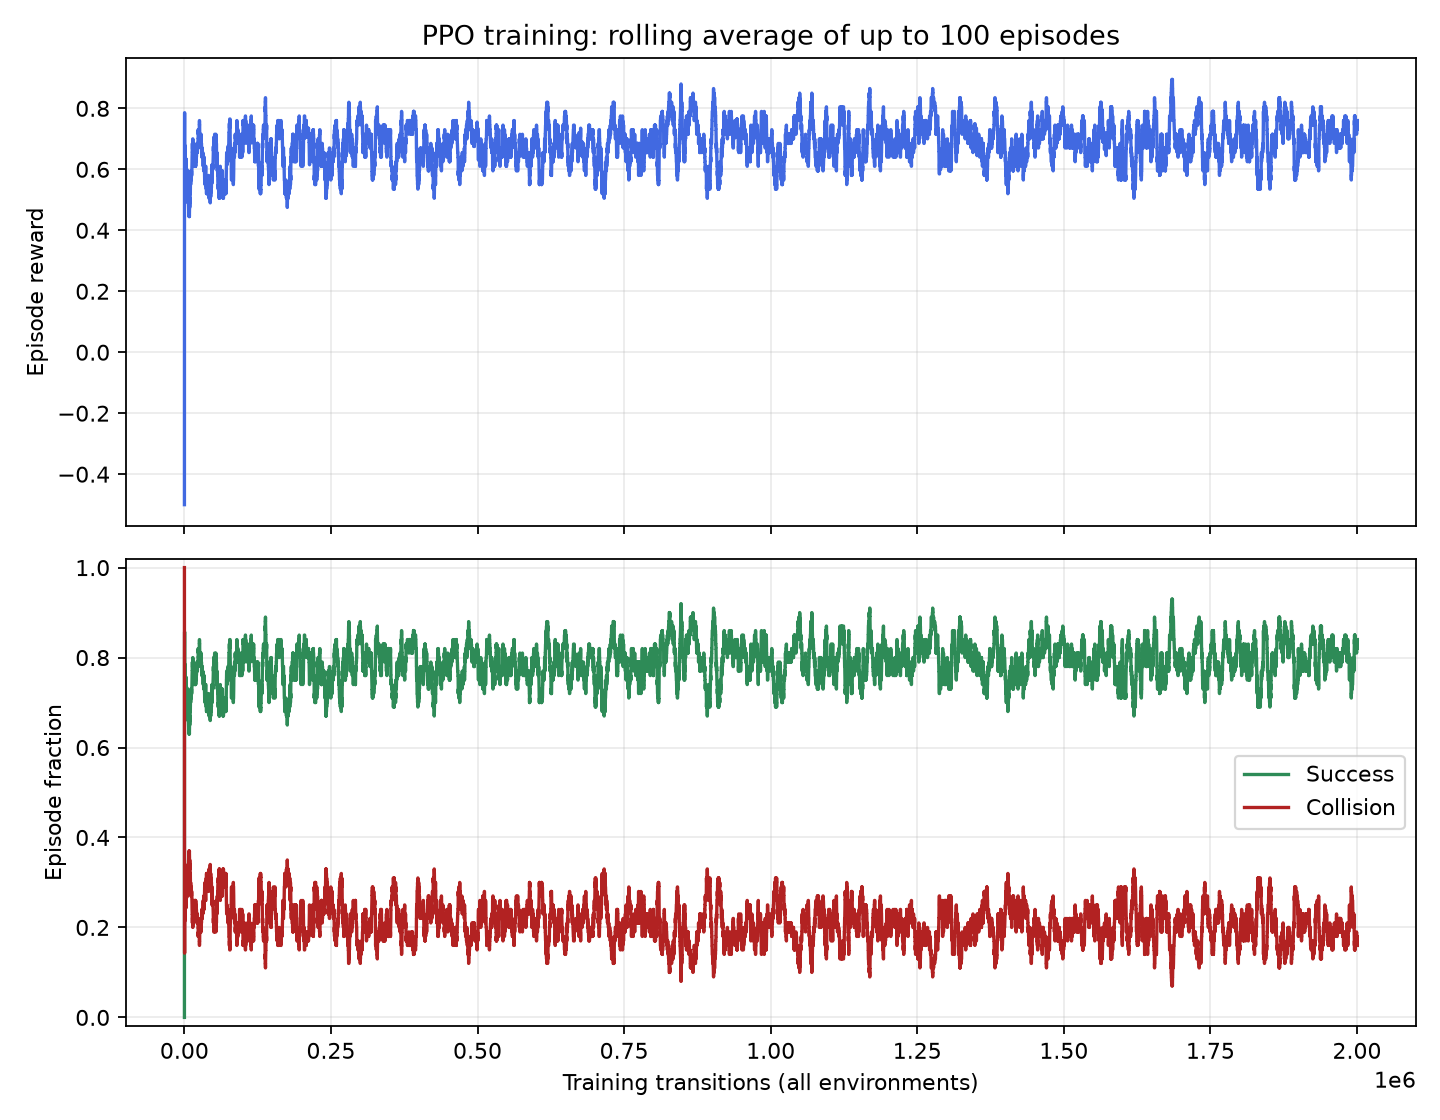 PPO training: rolling average of up to 100 episodes
0.8
0.6
0.4
0.2
0.0
−0.2
−0.4
Episode reward
1.0
0.8
0.6
0.4
0.2
0.0
Episode fraction
Success
Collision
0.00 0.25 0.50 0.75 1.00 1.25 1.50 1.75 2.00
1e6
Training transitions (all environments)